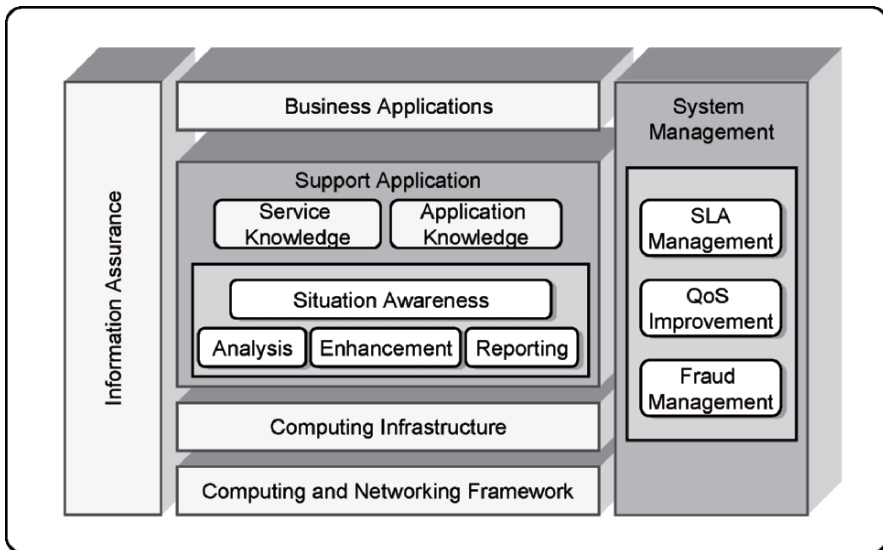 Information Assurance
Business Applications
Support Application
Service
Knowledge
Application
Knowledge
Situation Awareness
Analysis
Enhancement
Reporting
Computing Infrastructure
Computing and Networking Framework
System
Management
SLA
Management
QoS
Improvement
Fraud
Management